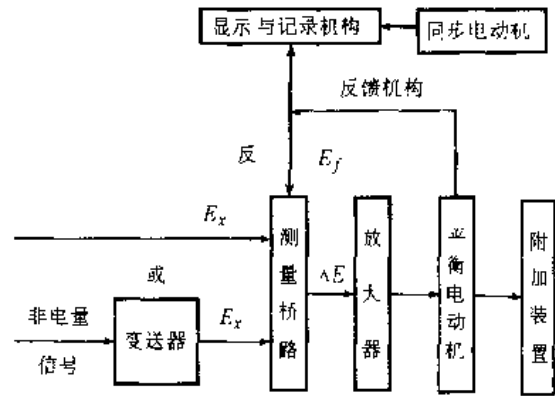 显示与记录机构
同步电动机
反馈机构
反
E_f
E_x
测量桥路
放大器
平衡电动机
附加装置
ΔE
或
非电量
信号
变送器
E_x